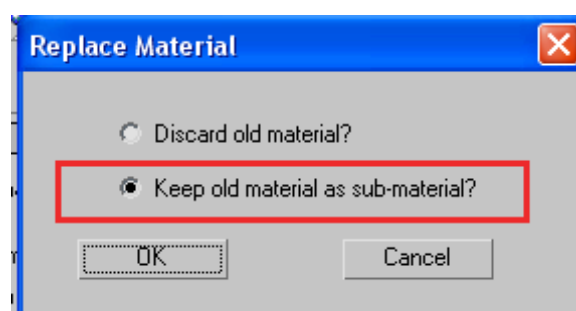 Replace Material
Discard old material?
Keep old material as sub-material?
OK Cancel